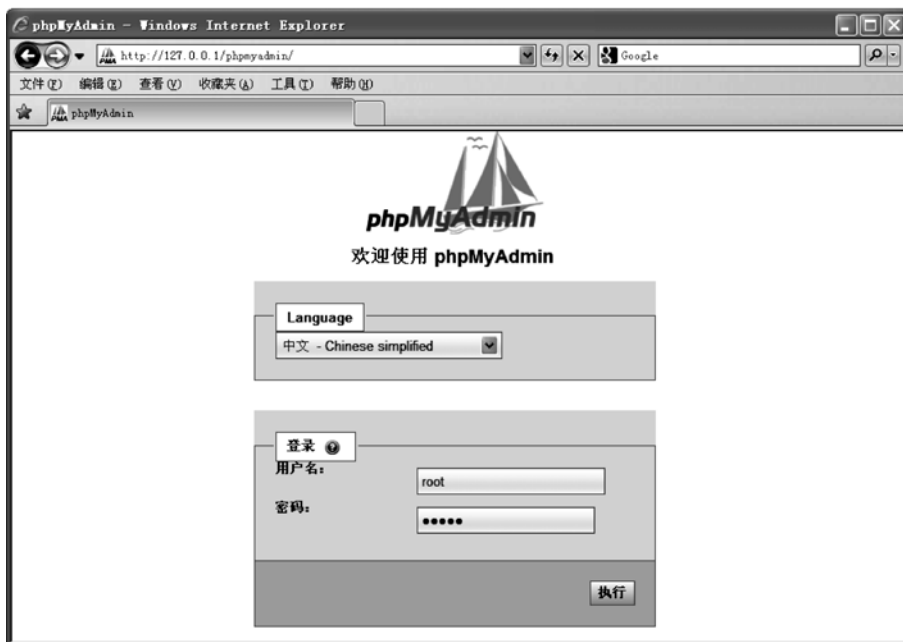 phpMyAdmin - Windows Internet Explorer
http://127.0.0.1/phpmyadmin/
Google
文件(F) 编辑(E) 查看(V) 收藏夹(A) 工具(T) 帮助(H)
phpMyAdmin
phpMyAdmin
欢迎使用 phpMyAdmin
Language
中文 - Chinese simplified
登录
用户名:
root
密码:
执行